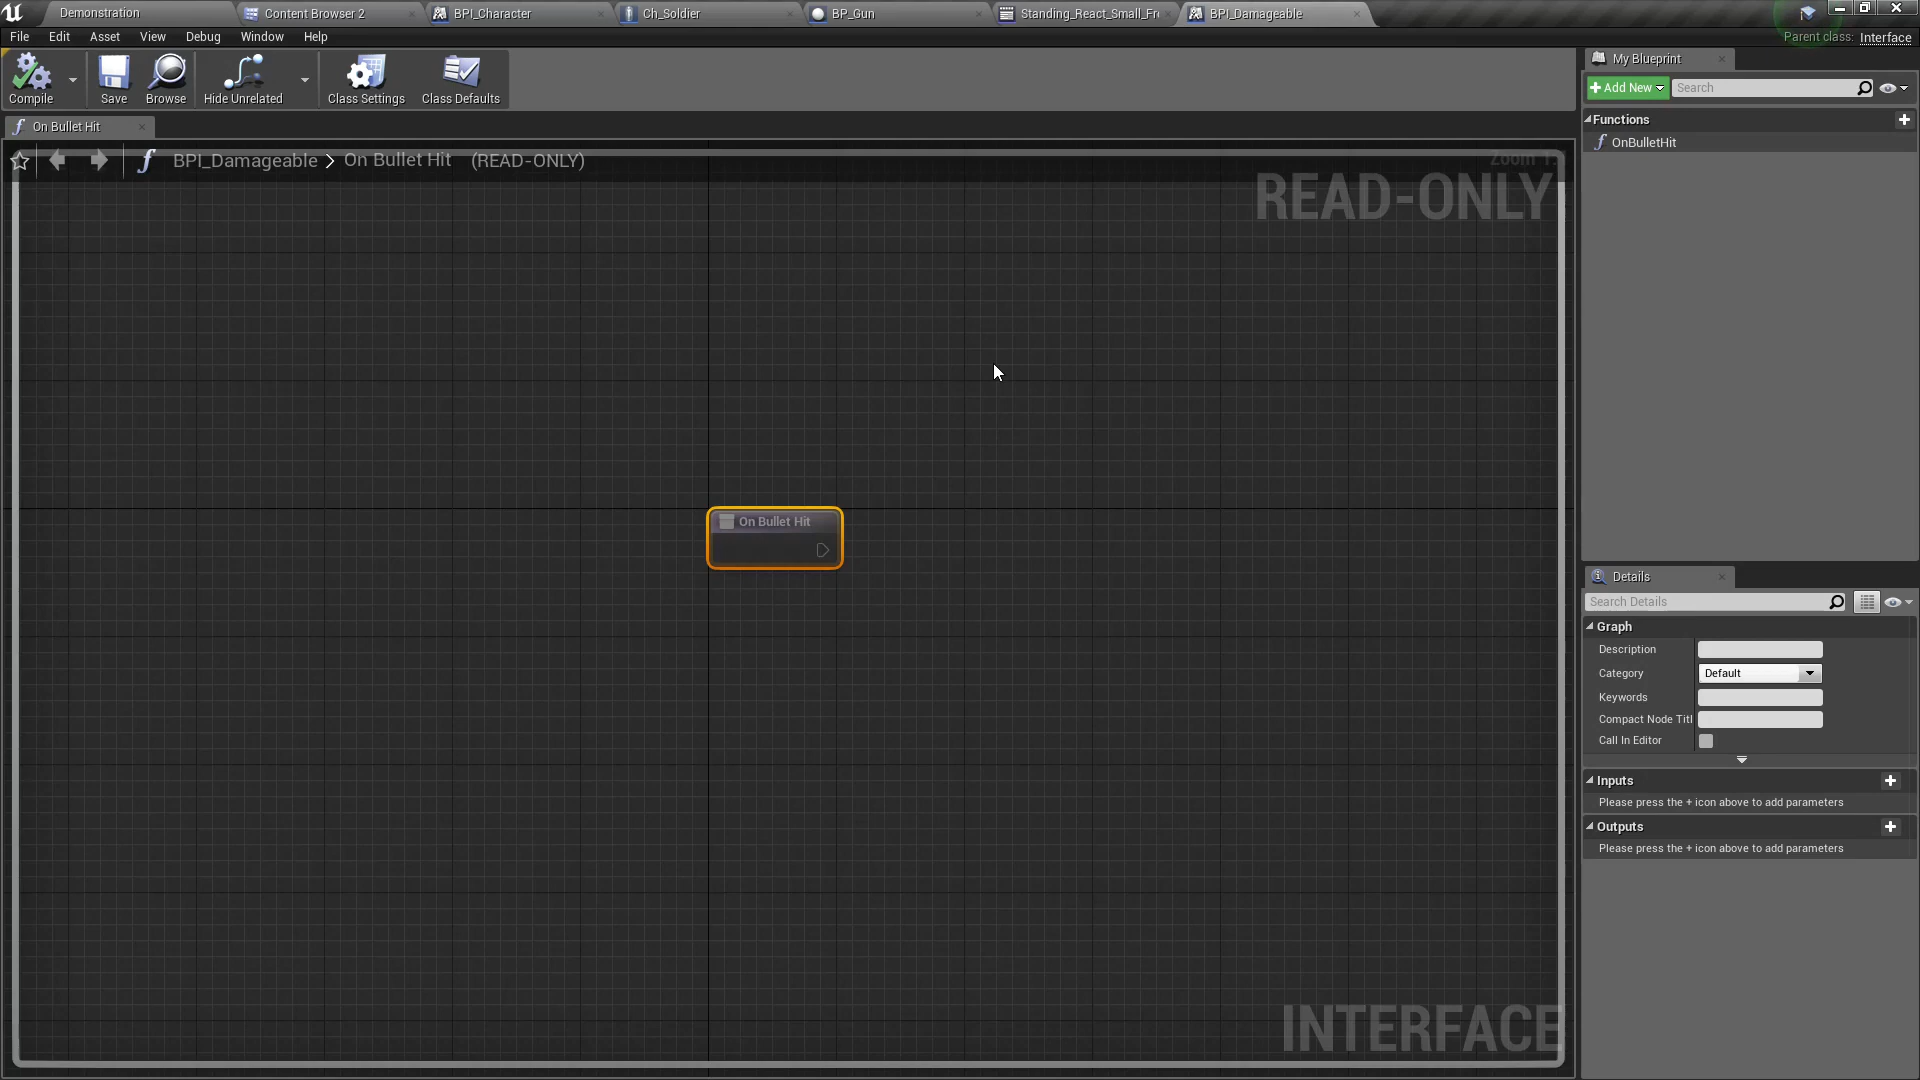 Demonstration
Content Browser 2
BPI_Character
Ch_Soldier
BP_Gun
Standing_React_Small_Fr
BPI_Damageable
File Edit Asset View Debug Window Help
Parent class: Interface
Compile
Save
Browse
Hide Unrelated
Class Settings
Class Defaults
On Bullet Hit
BPI_Damageable > On Bullet Hit (READ-ONLY)
Zoom 1:
READ-ONLY
On Bullet Hit
INTERFACE
My Blueprint
Add New
Search
Functions
OnBulletHit
Details
Search Details
Graph
Description
Category Default
Keywords
Compact Node Titl
Call In Editor
Inputs
Please press the + icon above to add parameters
Outputs
Please press the + icon above to add parameters